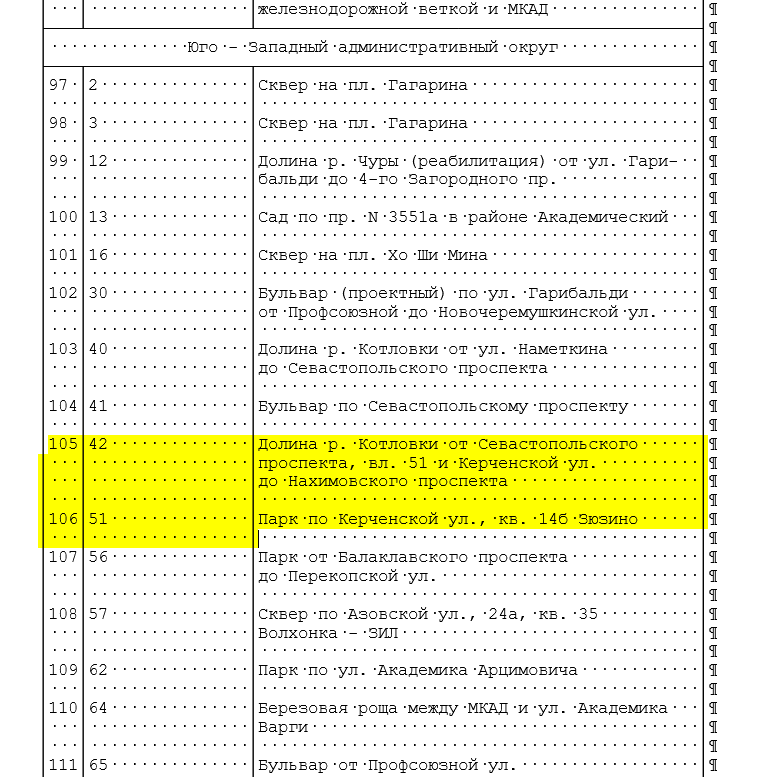 железнодорожной веткой и МКАД
Юго - Западный административный округ
97 2 Сквер на пл. Гагарина
98 3 Сквер на пл. Гагарина
99 12 Долина р. Чуры (реабилитация) от ул. Гари-
бальди до 4-го Загородного пр.
100 13 Сад по пр. N 3551а в районе Академический
101 16 Сквер на пл. Хо Ши Мина
102 30 Бульвар (проектный) по ул. Гарибальди
от Профсоюзной до Новочеремушкинской ул.
103 40 Долина р. Котловки от ул. Наметкина
до Севастопольского проспекта
104 41 Бульвар по Севастопольскому проспекту
105 42 Долина р. Котловки от Севастопольского
проспекта, вл. 51 и Керченской ул.
до Нахимовского проспекта
106 51 Парк по Керченской ул., кв. 14б Зюзино
107 56 Парк от Балаклавского проспекта
до Перекопской ул.
108 57 Сквер по Азовской ул., 24а, кв. 35
Волхонка - ЗИЛ
109 62 Парк по ул. Академика Арцимовича
110 64 Березовая роща между МКАД и ул. Академика
Варги
111 65 Бульвар от Профсоюзной ул.